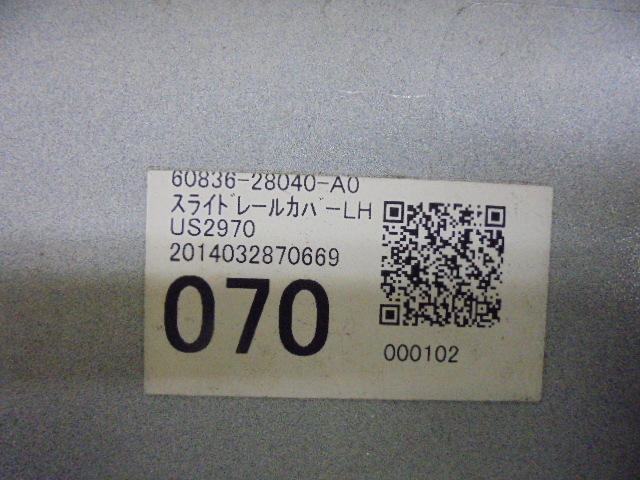 60836-28040-A0
ｽﾗｲﾄﾞﾚｰﾙｶﾊﾞｰLH
US2970
2014032870669
070
000102